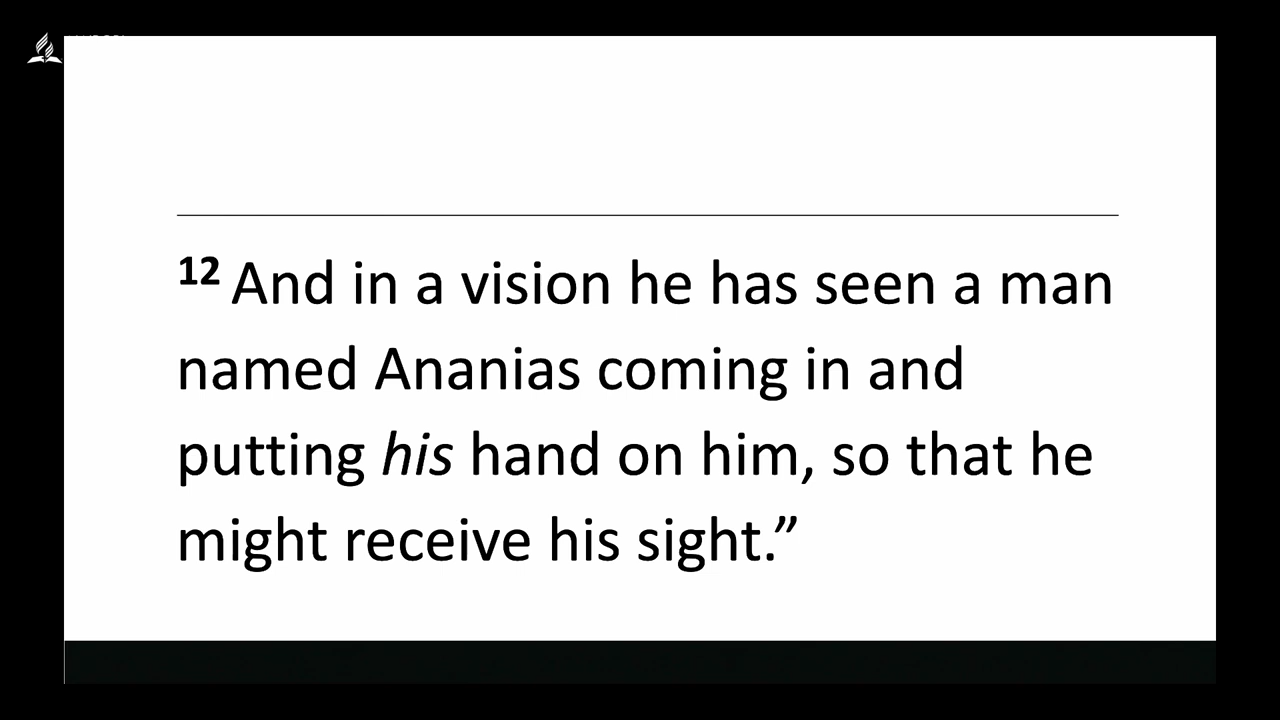 12 And in a vision he has seen a man
named Ananias coming in and
putting his hand on him, so that he
might receive his sight.”